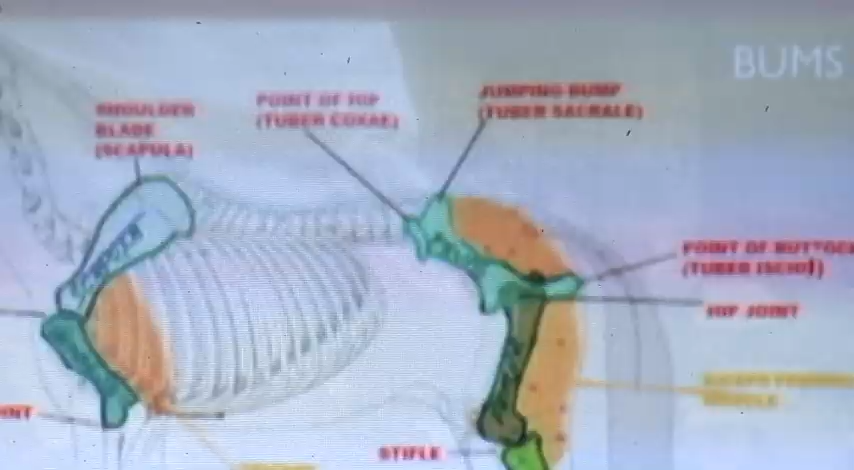 BUMS
SHOULDER
BLADE
(SCAPULA)
POINT OF HIP
(TUBER COXAE)
JUMPING BUMP
(TUBER SACRALE)
POINT OF BUTTOCK
(TUBER ISCHII)
HIP JOINT
STIFLE